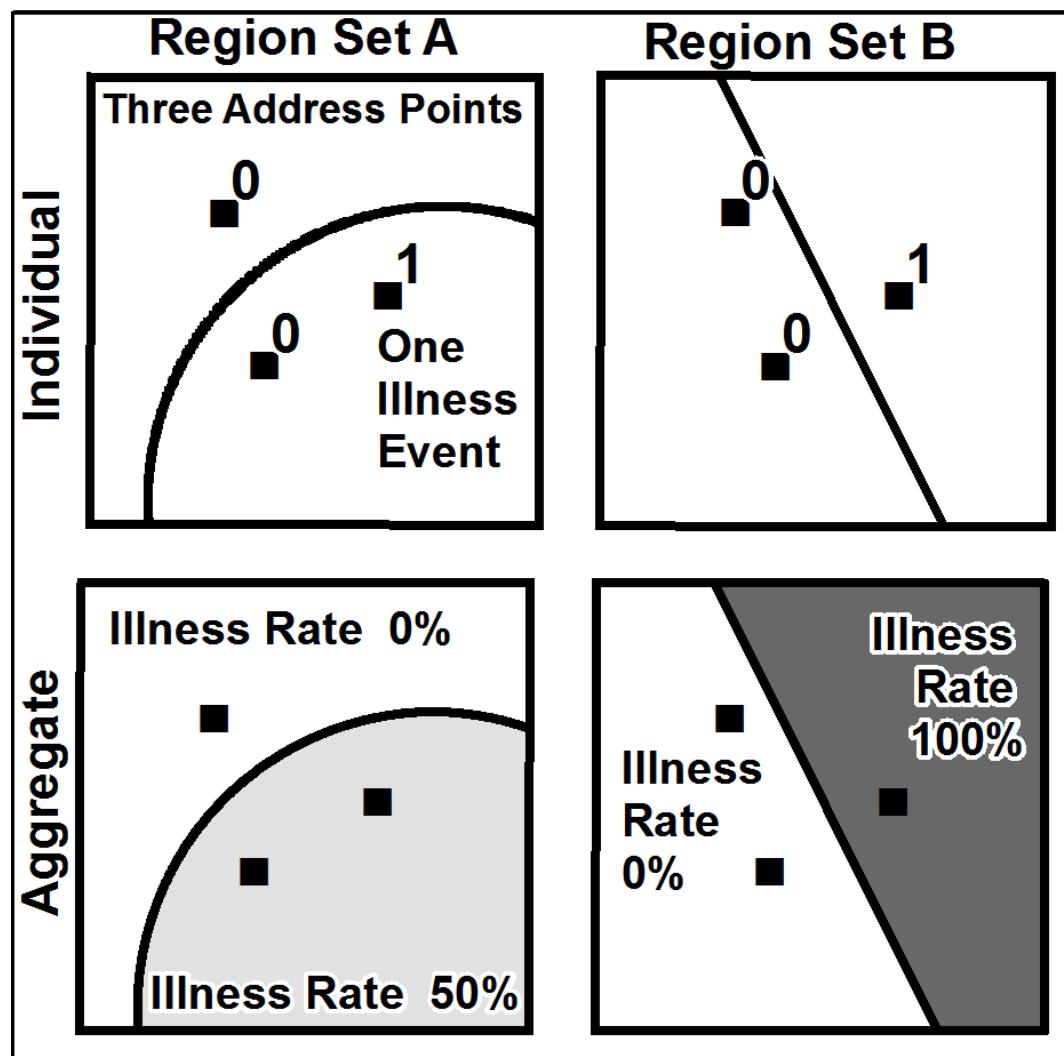 Region Set A
Region Set B
Individual
Three Address Points
0
1
0
One
Illness
Event
0
1
0
Aggregate
Illness Rate 0%
Illness Rate 50%
Illness
Rate
0%
Illness
Rate
100%